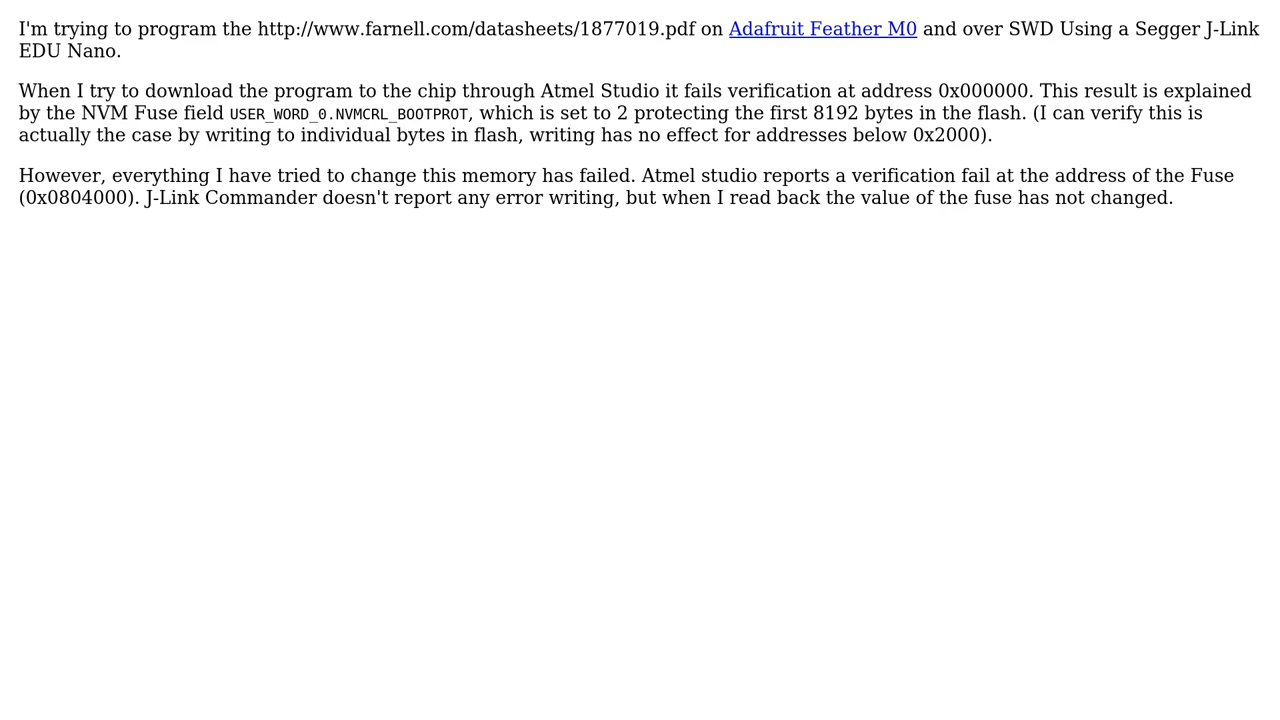 I'm trying to program the http://www.farnell.com/datasheets/1877019.pdf on Adafruit Feather M0 and over SWD Using a Segger J-Link
EDU Nano.
When I try to download the program to the chip through Atmel Studio it fails verification at address 0x000000. This result is explained
by the NVM Fuse field USER_WORD_0.NVMCRL_BOOTPROT, which is set to 2 protecting the first 8192 bytes in the flash. (I can verify this is
actually the case by writing to individual bytes in flash, writing has no effect for addresses below 0x2000).
However, everything I have tried to change this memory has failed. Atmel studio reports a verification fail at the address of the Fuse
(0x0804000). J-Link Commander doesn't report any error writing, but when I read back the value of the fuse has not changed.